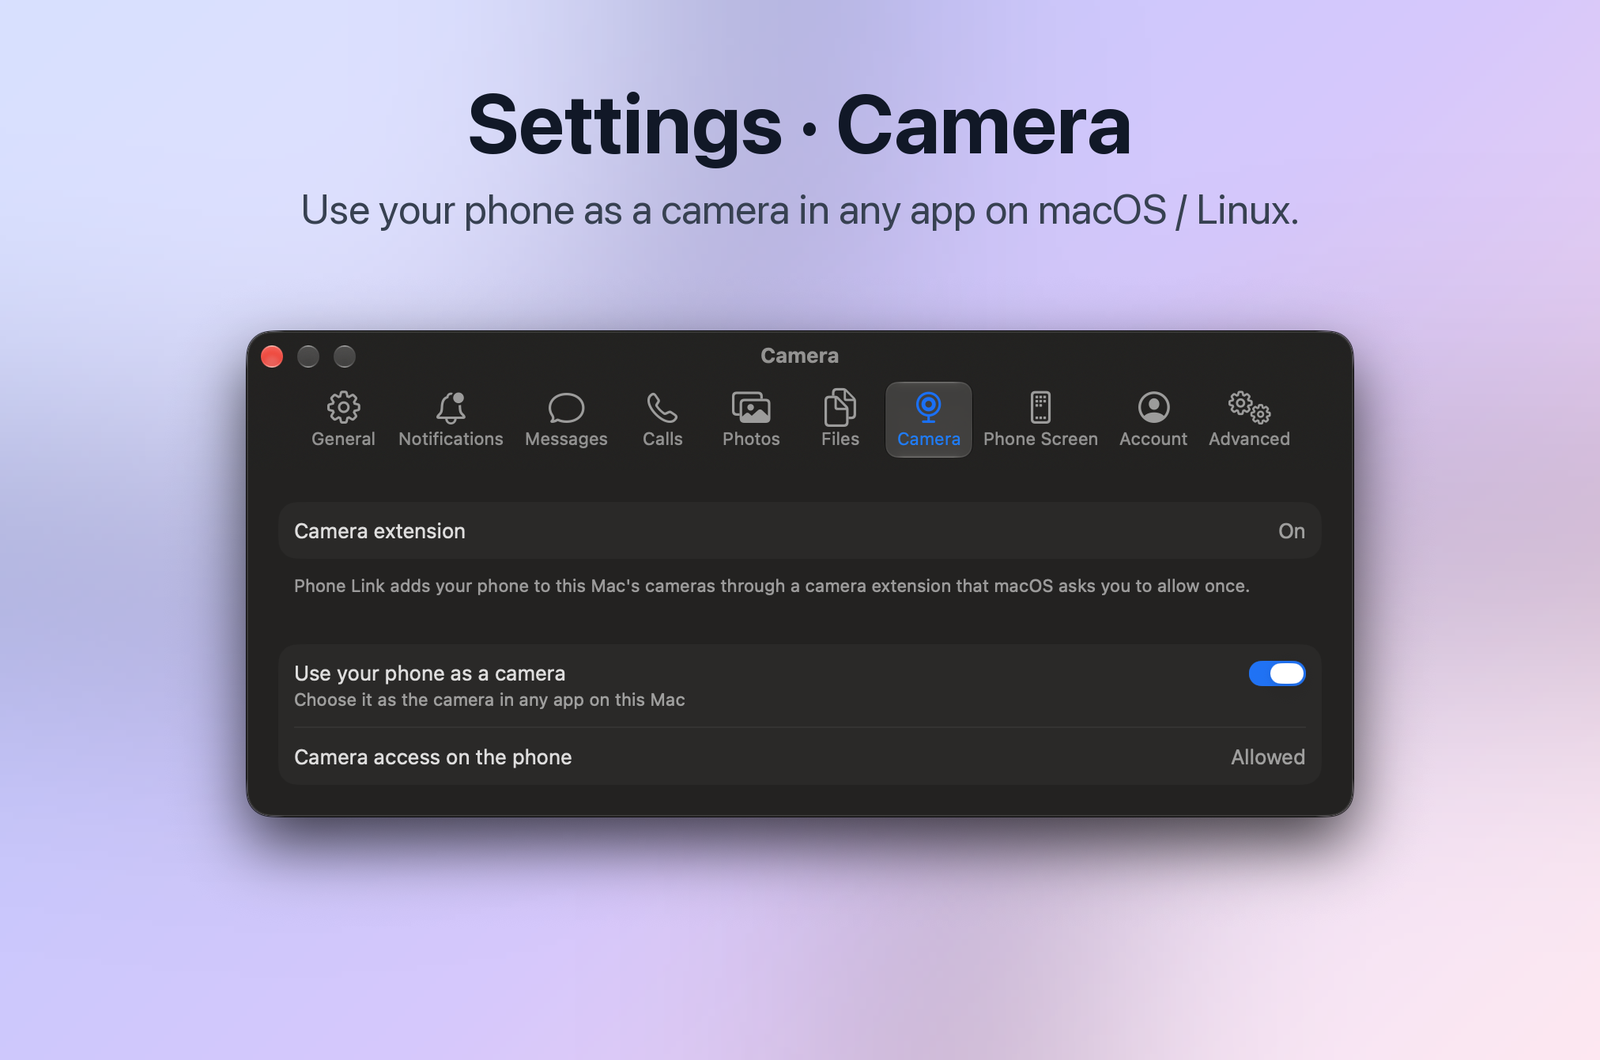 Settings · Camera
Use your phone as a camera in any app on macOS / Linux.
Camera
General Notifications Messages Calls Photos Files Camera Phone Screen Account Advanced
Camera extension On
Phone Link adds your phone to this Mac's cameras through a camera extension that macOS asks you to allow once.
Use your phone as a camera
Choose it as the camera in any app on this Mac
Camera access on the phone Allowed